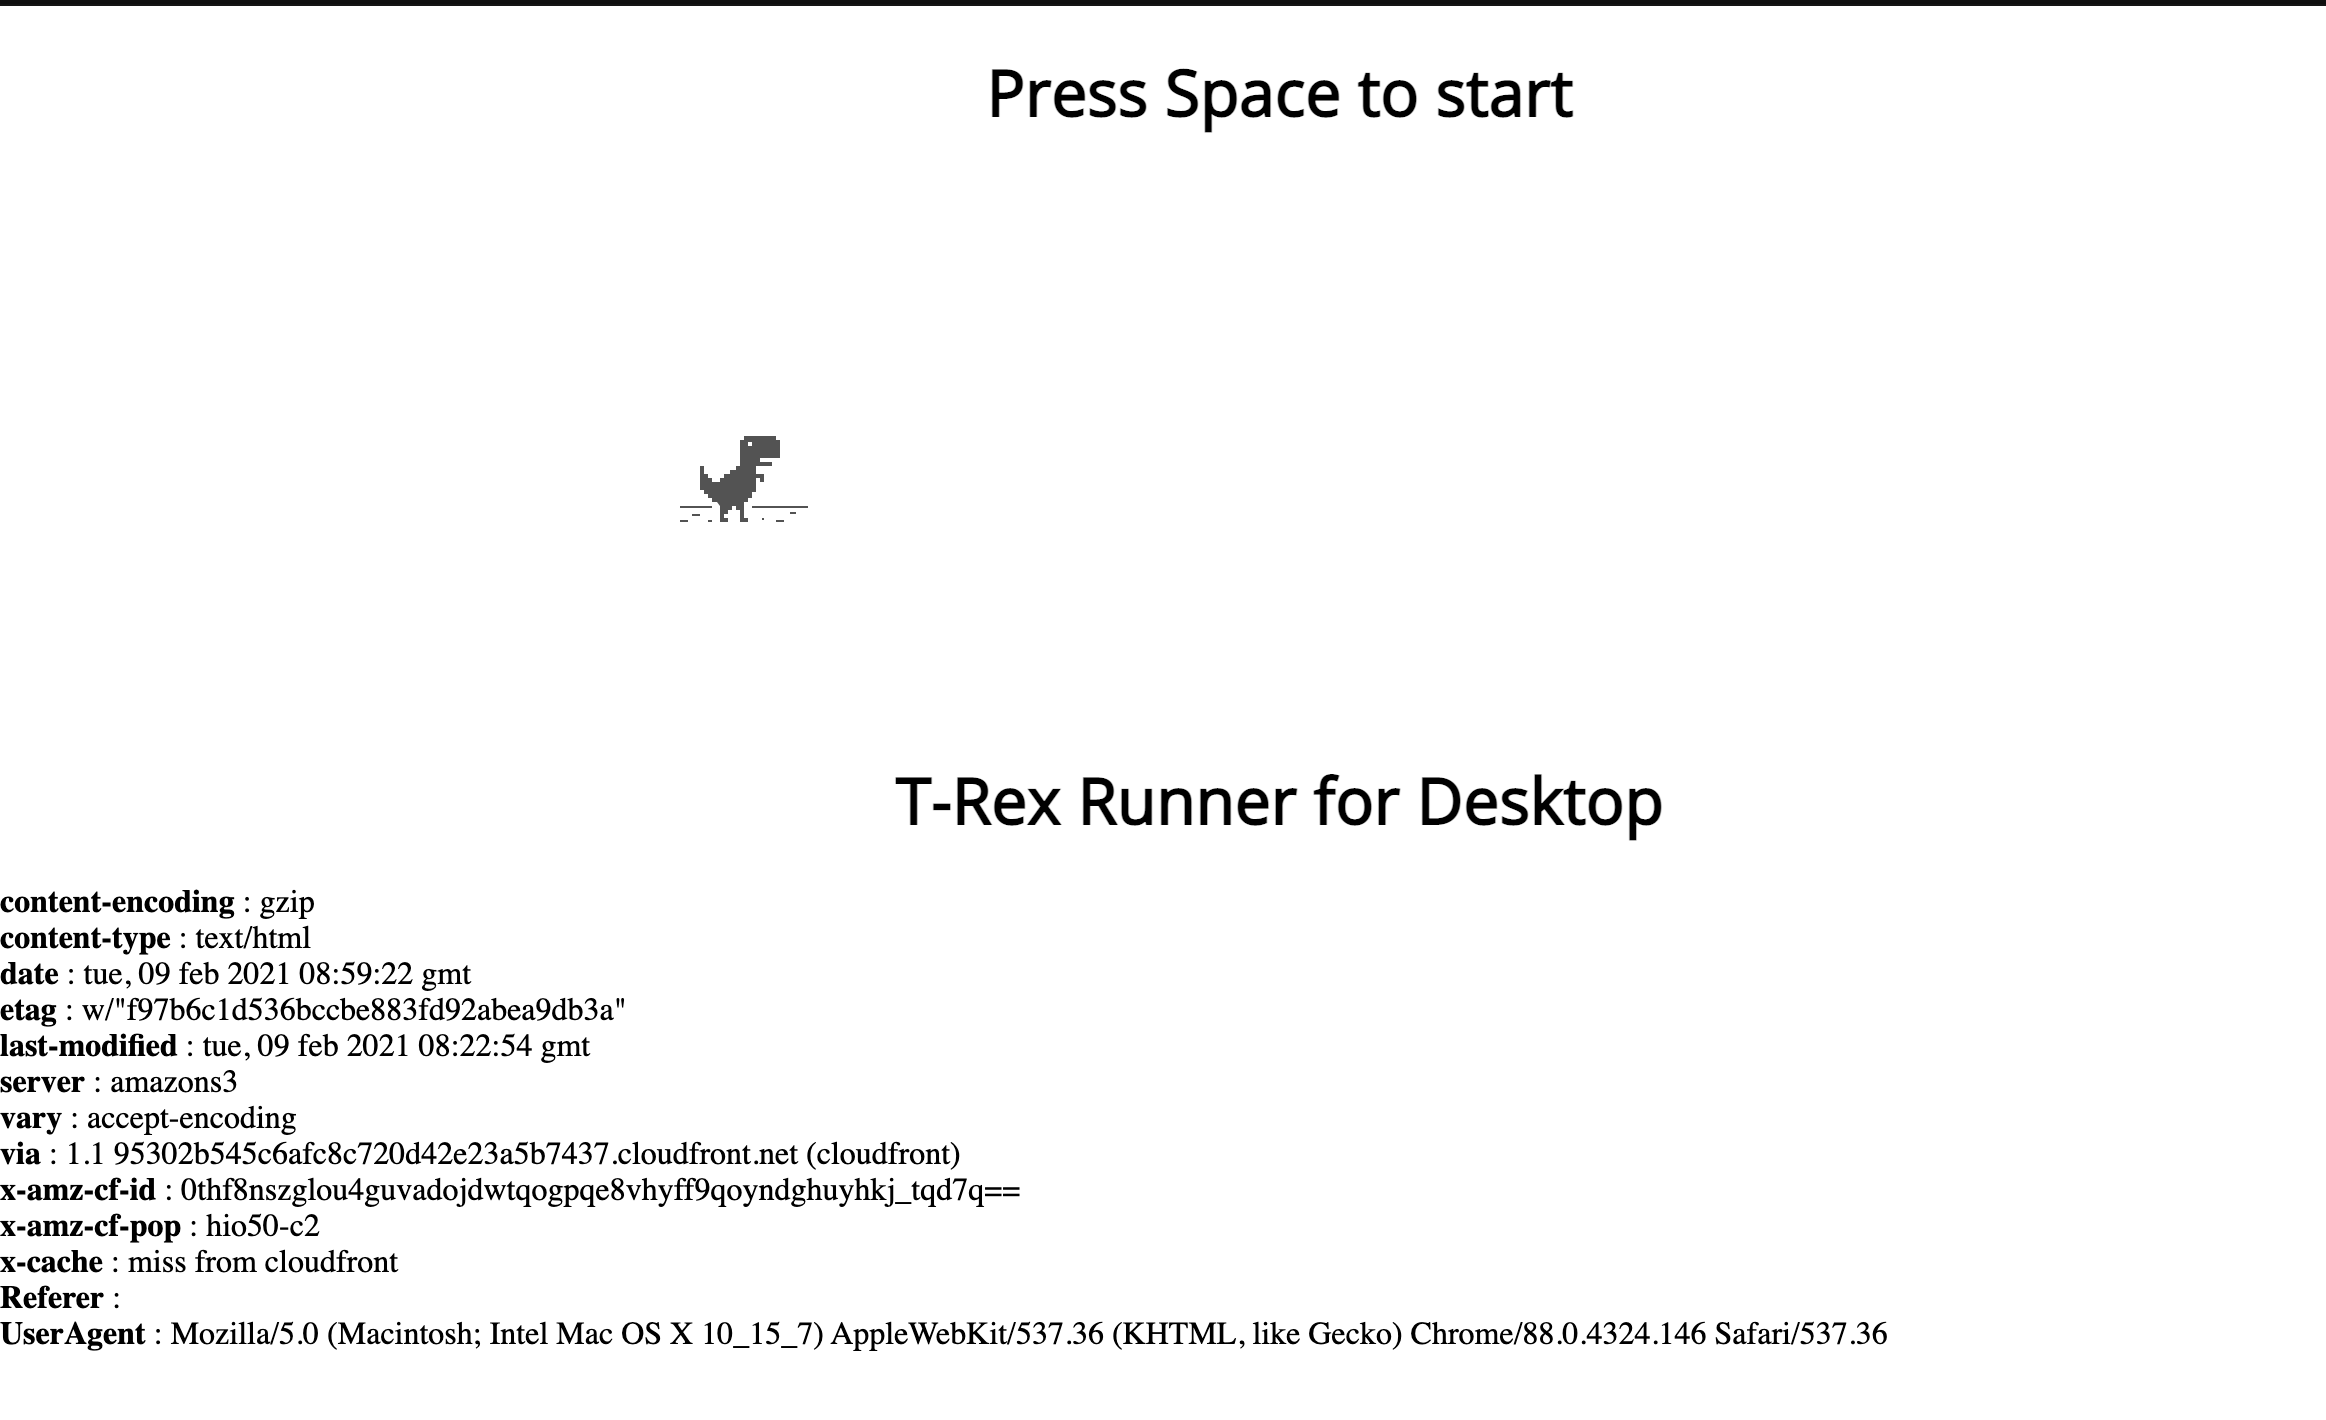 Press Space to start
T-Rex Runner for Desktop
content-encoding : gzip
content-type : text/html
date : tue, 09 feb 2021 08:59:22 gmt
etag : w/"f97b6c1d536bccbe883fd92abea9db3a"
last-modified : tue, 09 feb 2021 08:22:54 gmt
server : amazons3
vary : accept-encoding
via : 1.1 95302b545c6afc8c720d42e23a5b7437.cloudfront.net (cloudfront)
x-amz-cf-id : 0thf8nszglou4guvadojdwtqogpqe8vhyff9qoyndghuyhkj_tqd7q==
x-amz-cf-pop : hio50-c2
x-cache : miss from cloudfront
Referer :
UserAgent : Mozilla/5.0 (Macintosh; Intel Mac OS X 10_15_7) AppleWebKit/537.36 (KHTML, like Gecko) Chrome/88.0.4324.146 Safari/537.36